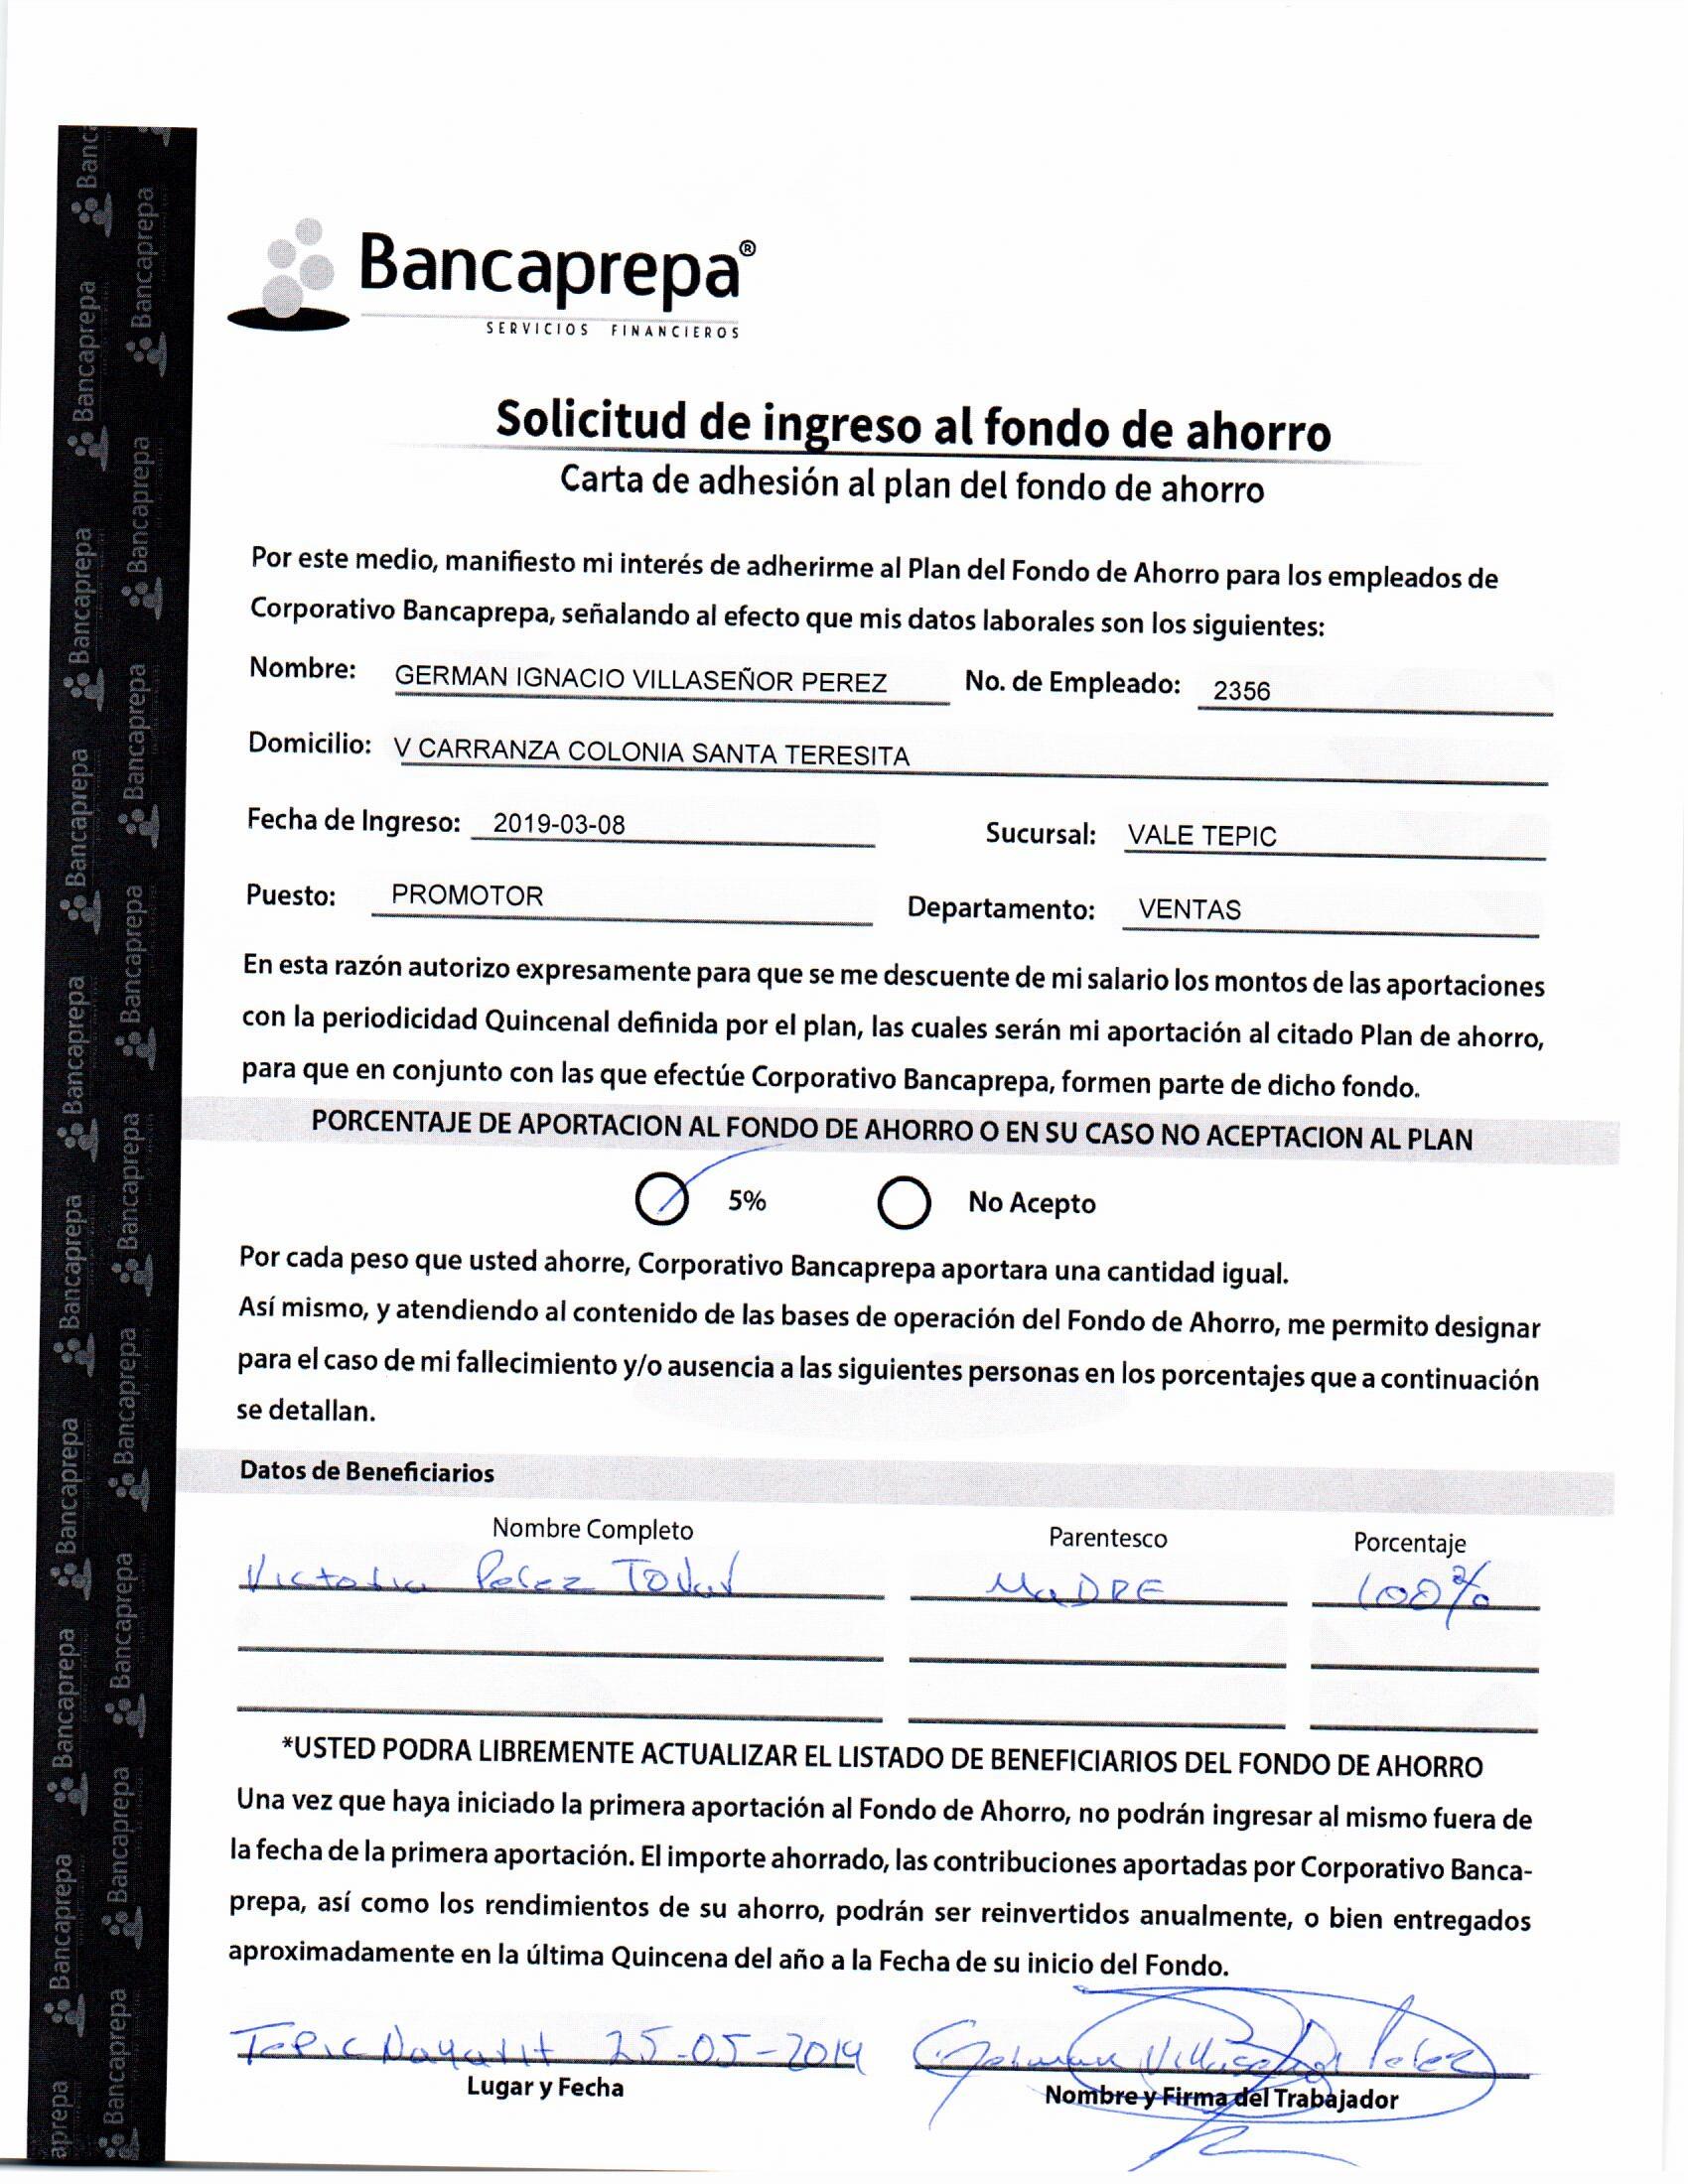 Bancaprepa®
SERVICIOS FINANCIEROS
Solicitud de ingreso al fondo de ahorro
Carta de adhesión al plan del fondo de ahorro
Por este medio, manifiesto mi interés de adherirme al Plan del Fondo de Ahorro para los empleados de
Corporativo Bancaprepa, señalando al efecto que mis datos laborales son los siguientes:
Nombre: GERMAN IGNACIO VILLASEÑOR PEREZ No. de Empleado: 2356
Domicilio: V CARRANZA COLONIA SANTA TERESITA
Fecha de Ingreso: 2019-03-08 Sucursal: VALE TEPIC
Puesto: PROMOTOR Departamento: VENTAS
En esta razón autorizo expresamente para que se me descuente de mi salario los montos de las aportaciones
con la periodicidad Quincenal definida por el plan, las cuales serán mi aportación al citado Plan de ahorro,
para que en conjunto con las que efectúe Corporativo Bancaprepa, formen parte de dicho fondo.
PORCENTAJE DE APORTACION AL FONDO DE AHORRO O EN SU CASO NO ACEPTACION AL PLAN
5% No Acepto
Por cada peso que usted ahorre, Corporativo Bancaprepa aportara una cantidad igual.
Así mismo, y atendiendo al contenido de las bases de operación del Fondo de Ahorro, me permito designar
para el caso de mi fallecimiento y/o ausencia a las siguientes personas en los porcentajes que a continuación
se detallan.
Datos de Beneficiarios
Nombre Completo Parentesco Porcentaje
Victoria Perez Tovar MaDRE 100%
*USTED PODRA LIBREMENTE ACTUALIZAR EL LISTADO DE BENEFICIARIOS DEL FONDO DE AHORRO
Una vez que haya iniciado la primera aportación al Fondo de Ahorro, no podrán ingresar al mismo fuera de
la fecha de la primera aportación. El importe ahorrado, las contribuciones aportadas por Corporativo Banca-
prepa, así como los rendimientos de su ahorro, podrán ser reinvertidos anualmente, o bien entregados
aproximadamente en la última Quincena del año a la Fecha de su inicio del Fondo.
Tepic Nayarit 25-05-2019 German Villaseñor Perez
Lugar y Fecha Nombre y Firma del Trabajador